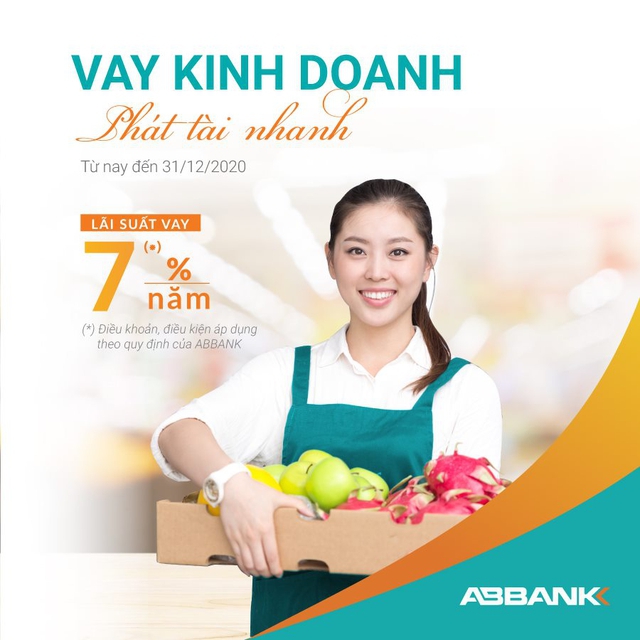 VAY KINH DOANH
Phát tài nhanh
Từ nay đến 31/12/2020
LÃI SUẤT VAY
7(*) %
năm
(*) Điều khoản, điều kiện áp dụng
theo quy định của ABBANK
ABBANK